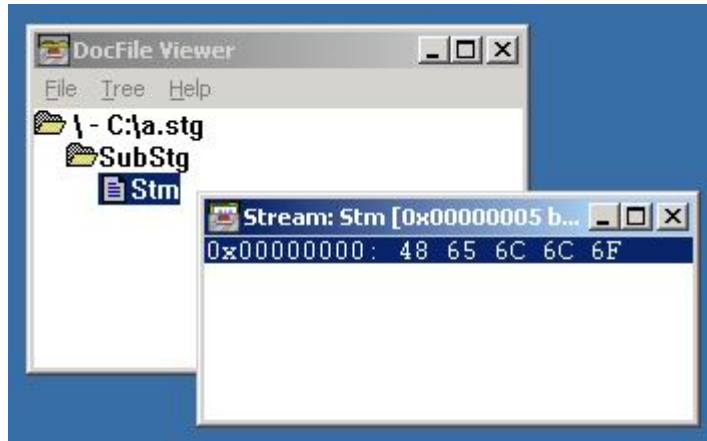 DocFile Viewer
File Tree Help
\ - C:\a.stg
SubStg
Stm
Stream: Stm [0x00000005 b...
0x00000000: 48 65 6C 6C 6F